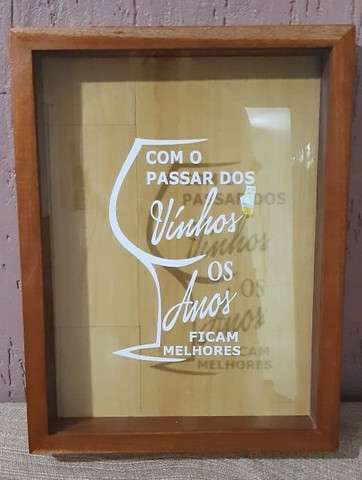 COM O
PASSAR DOS
Vinhos
OS
Anos
FICAM
MELHORES